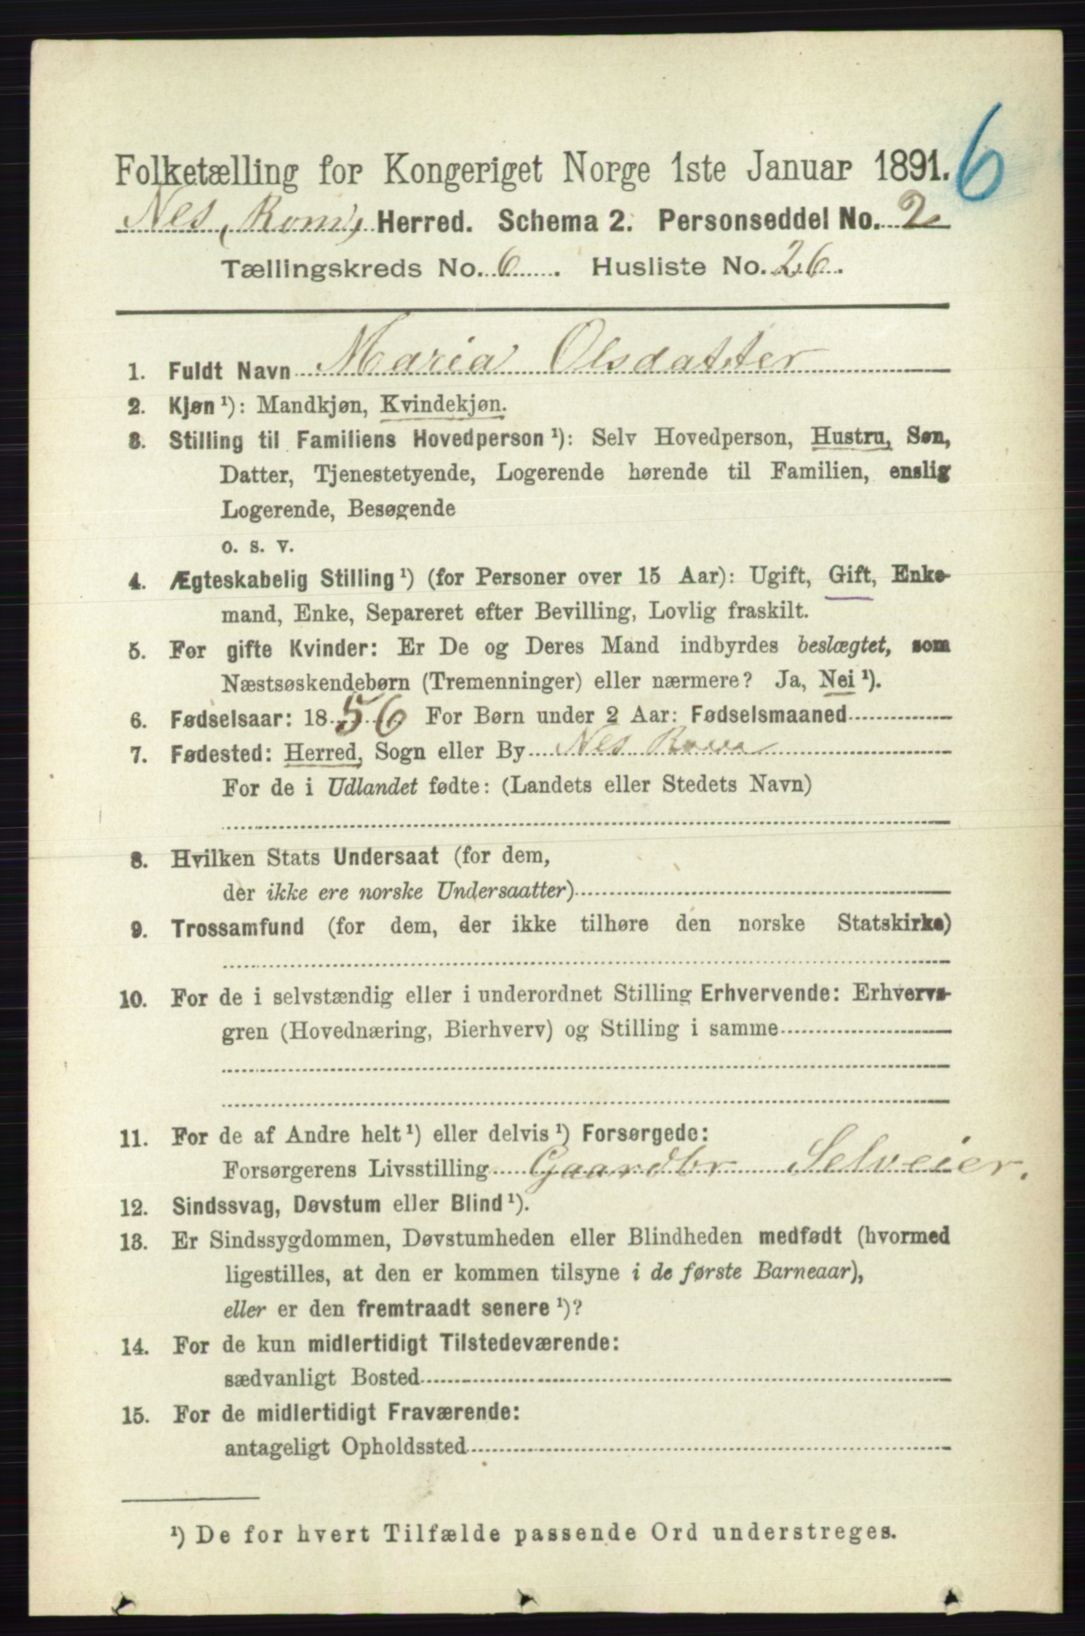 6
Folketælling for Kongeriget Norge 1ste Januar 1891.
Nes, Rom, Herred. Schema 2. Personseddel No. 2
Tællingskreds No. 6. Husliste No. 26.
1. Fuldt Navn Maria Olsdatter
2. Kjøn ¹): Mandkjøn, Kvindekjøn.
3. Stilling til Familiens Hovedperson ¹): Selv Hovedperson, Hustru, Søn,
Datter, Tjenestetyende, Logerende hørende til Familien, enslig
Logerende, Besøgende
o. s. v.
4. Ægteskabelig Stilling ¹) (for Personer over 15 Aar): Ugift, Gift, Enke-
mand, Enke, Separeret efter Bevilling, Lovlig fraskilt.
5. For gifte Kvinder: Er De og Deres Mand indbyrdes beslægtet, som
Næstsøskendebørn (Tremenninger) eller nærmere? Ja, Nei ¹).
6. Fødselsaar: 1856 For Børn under 2 Aar: Fødselsmaaned
7. Fødested: Herred, Sogn eller By Nes Rom
For de i Udlandet fødte: (Landets eller Stedets Navn)
8. Hvilken Stats Undersaat (for dem,
der ikke ere norske Undersaatter)
9. Trossamfund (for dem, der ikke tilhøre den norske Statskirke)
10. For de i selvstændig eller i underordnet Stilling Erhvervende: Erhvervs-
gren (Hovednæring, Bierhverv) og Stilling i samme
11. For de af Andre helt ¹) eller delvis ¹) Forsørgede:
Forsørgerens Livsstilling Gaardbr Selveier.
12. Sindssvag, Døvstum eller Blind ¹).
13. Er Sindssygdommen, Døvstumheden eller Blindheden medfødt (hvormed
ligestilles, at den er kommen tilsyne i de første Barneaar),
eller er den fremtraadt senere ¹)?
14. For de kun midlertidigt Tilstedeværende:
sædvanligt Bosted
15. For de midlertidigt Fraværende:
antageligt Opholdssted
¹) De for hvert Tilfælde passende Ord understreges.